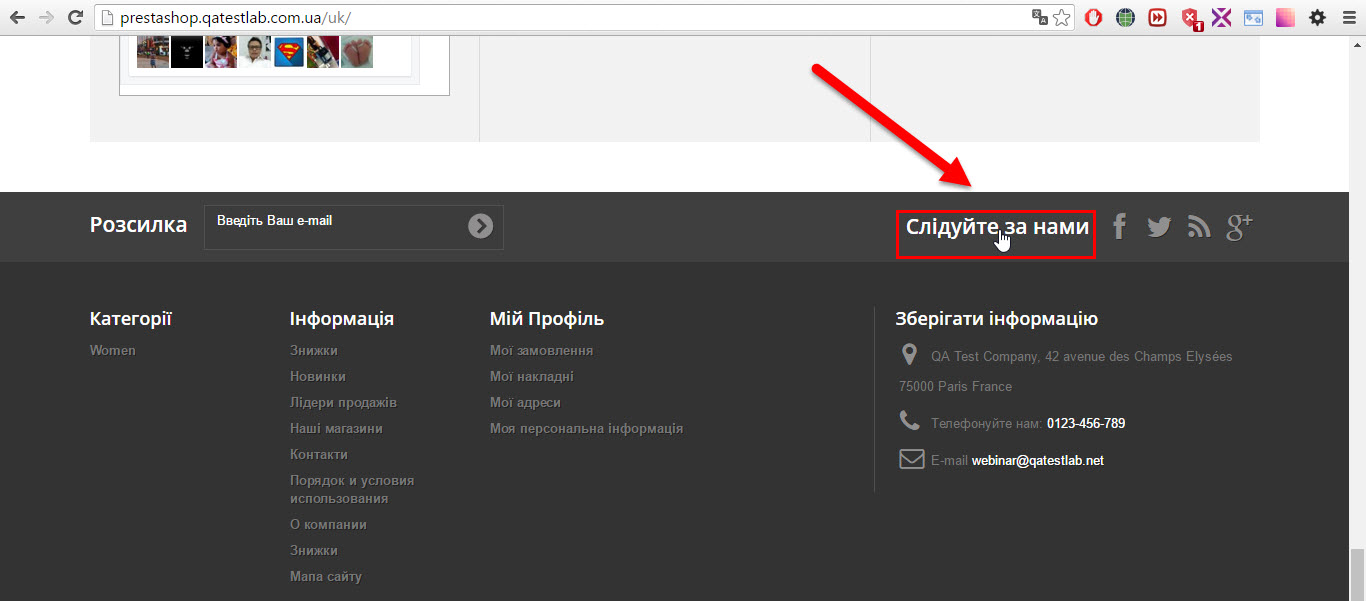 prestashop.qatestlab.com.ua/uk/
1
Розсилка
Введіть Ваш e-mail
Слідуйте за нами
Категорії
Women
Інформація
Знижки
Новинки
Лідери продажів
Наші магазини
Контакти
Порядок и условия
использования
О компании
Знижки
Мапа сайту
Мій Профіль
Мої замовлення
Мої накладні
Мої адреси
Моя персональна інформація
Зберігати інформацію
QA Test Company, 42 avenue des Champs Elysées
75000 Paris France
Телефонуйте нам: 0123-456-789
E-mail webinar@qatestlab.net